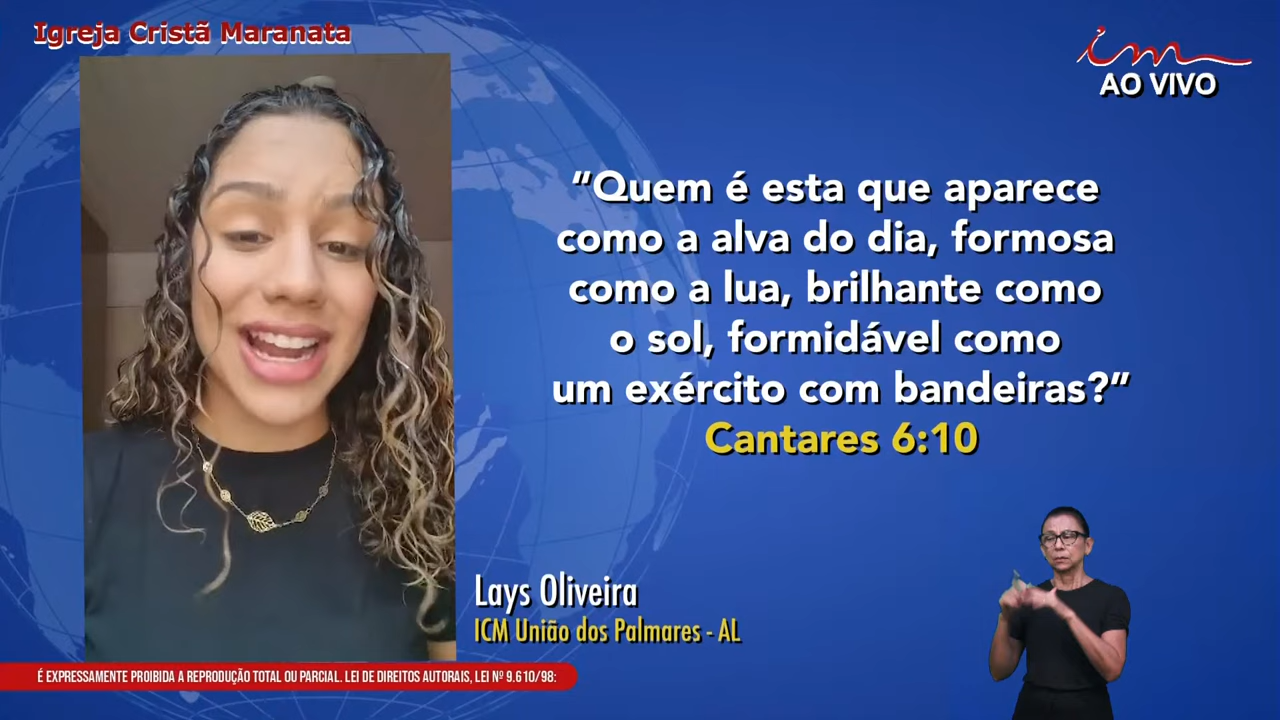 Igreja Cristã Maranata
icm
AO VIVO
“Quem é esta que aparece
como a alva do dia, formosa
como a lua, brilhante como
o sol, formidável como
um exército com bandeiras?”
Cantares 6:10
Lays Oliveira
ICM União dos Palmares - AL
É EXPRESSAMENTE PROIBIDA A REPRODUÇÃO TOTAL OU PARCIAL. LEI DE DIREITOS AUTORAIS, LEI Nº 9.610/98: